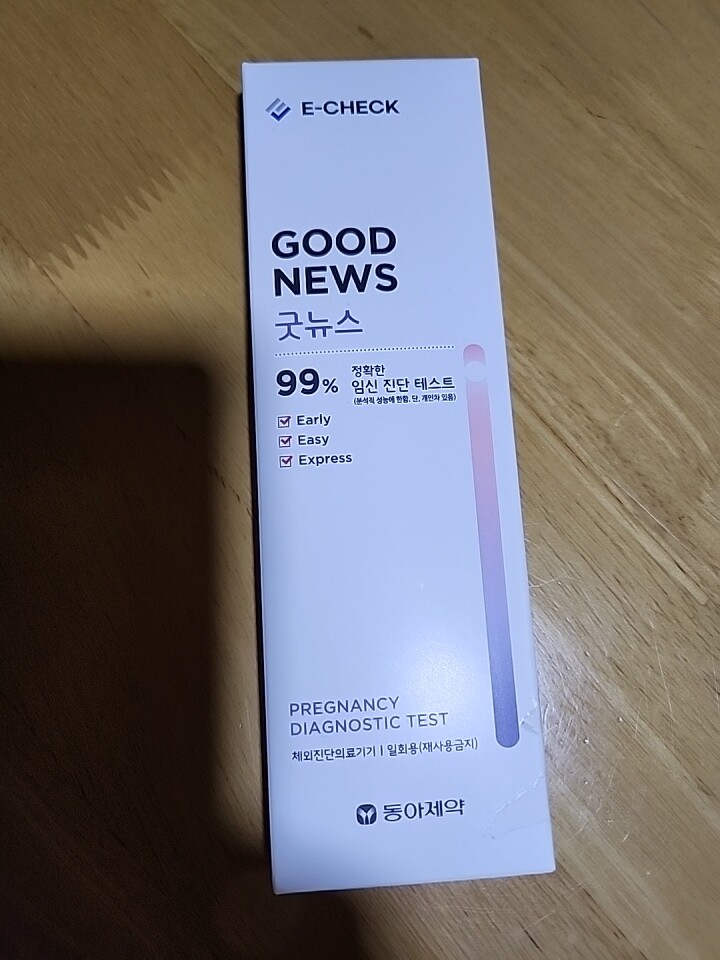 E-CHECK
GOOD
NEWS
굿뉴스
99% 정확한
임신 진단 테스트
(분석적 성능에 한함. 단, 개인차 있음)
Early
Easy
Express
PREGNANCY
DIAGNOSTIC TEST
체외진단의료기기 | 일회용(재사용금지)
동아제약